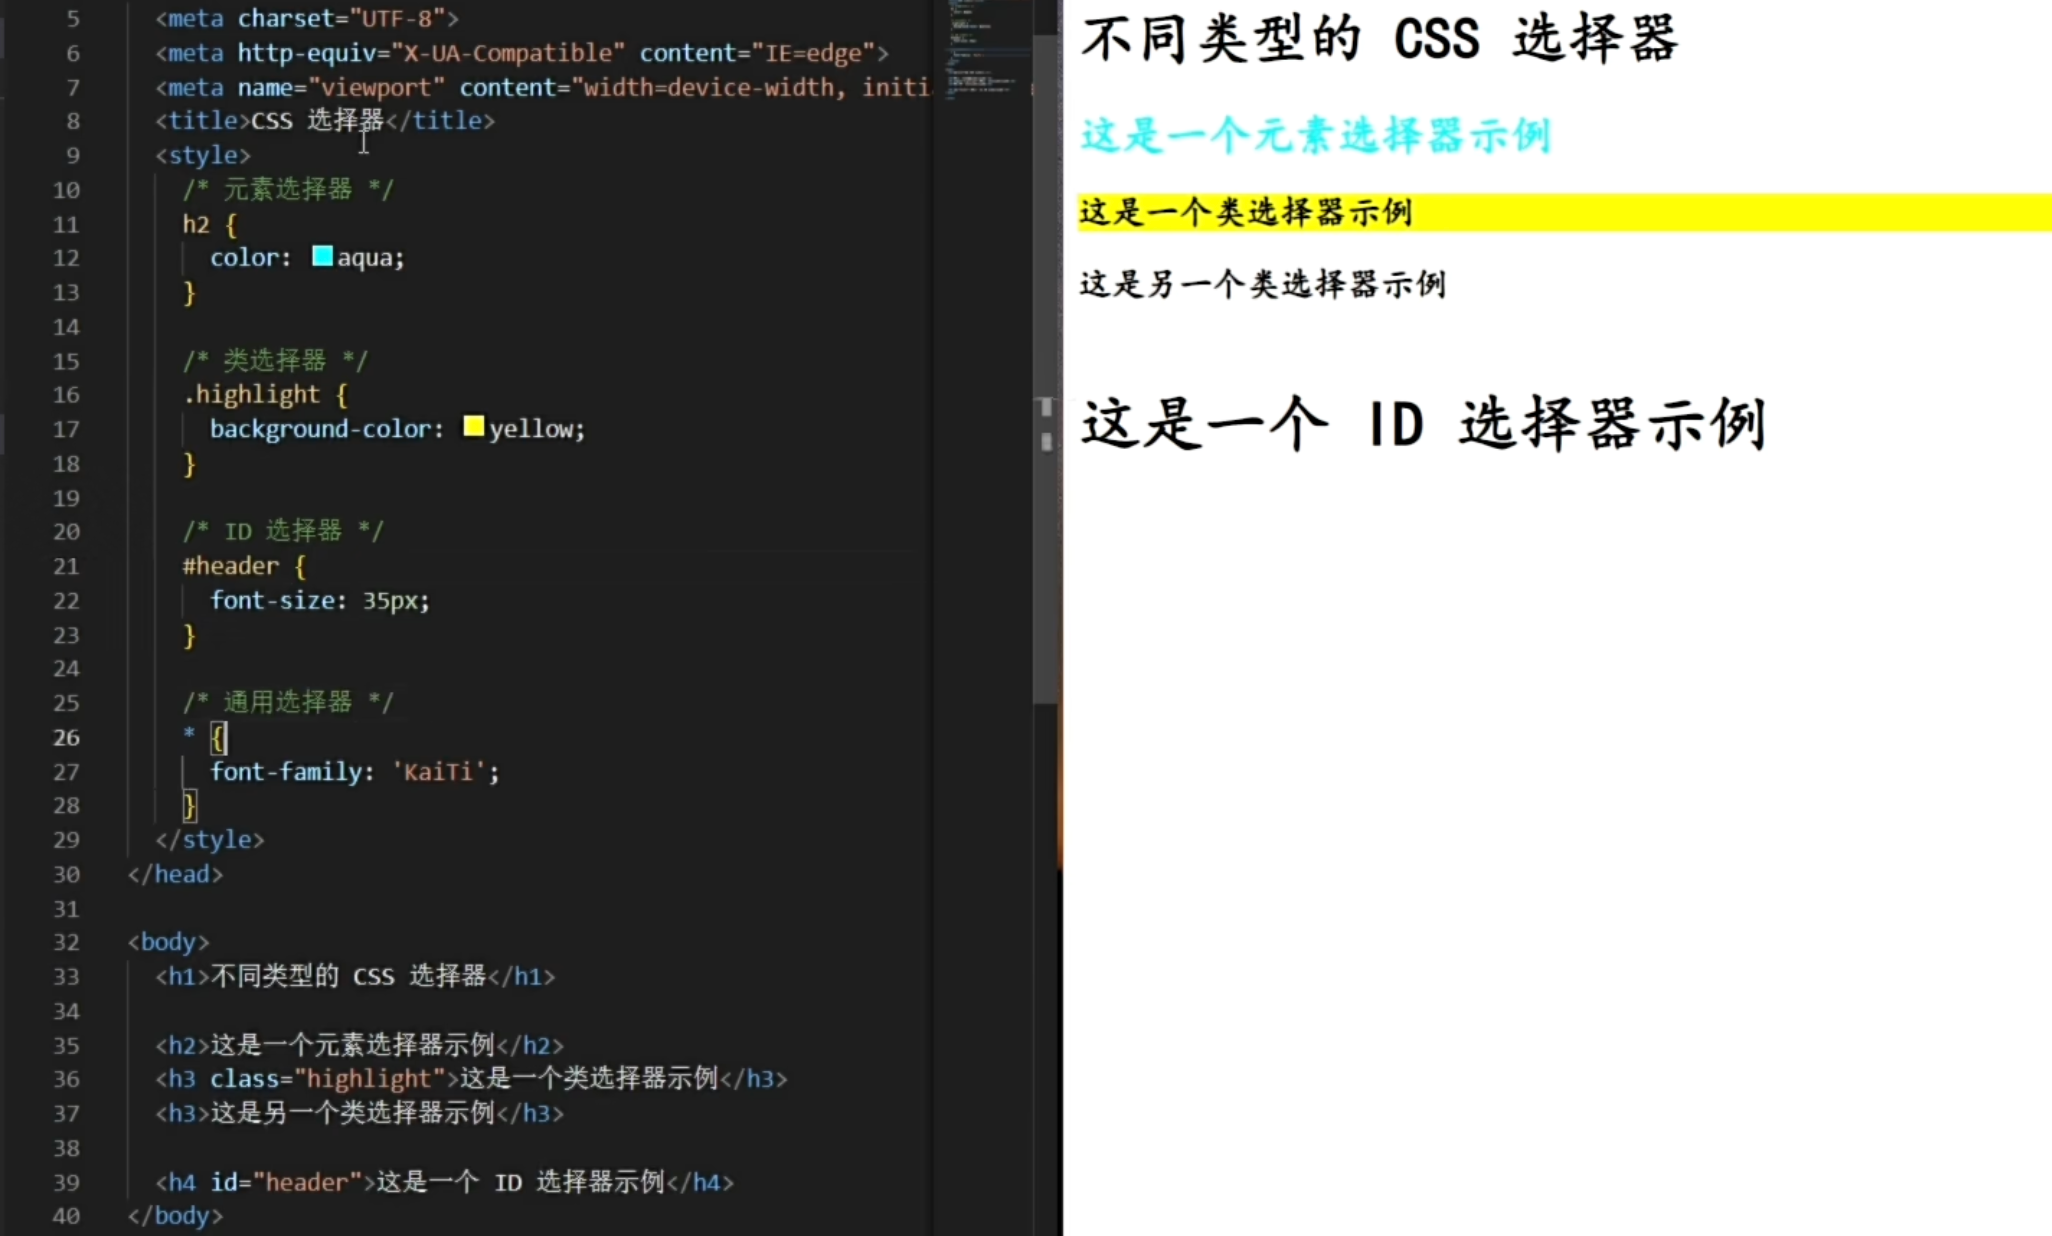 5 <meta charset="UTF-8">
6 <meta http-equiv="X-UA-Compatible" content="IE=edge">
7 <meta name="viewport" content="width=device-width, initi
8 <title>CSS 选择器</title>
9 <style>
10 /* 元素选择器 */
11 h2 {
12 color: aqua;
13 }
14
15 /* 类选择器 */
16 .highlight {
17 background-color: yellow;
18 }
19
20 /* ID 选择器 */
21 #header {
22 font-size: 35px;
23 }
24
25 /* 通用选择器 */
26 * {
27 font-family: 'KaiTi';
28 }
29 </style>
30 </head>
31
32 <body>
33 <h1>不同类型的 CSS 选择器</h1>
34
35 <h2>这是一个元素选择器示例</h2>
36 <h3 class="highlight">这是一个类选择器示例</h3>
37 <h3>这是另一个类选择器示例</h3>
38
39 <h4 id="header">这是一个 ID 选择器示例</h4>
40 </body>
不同类型的 CSS 选择器
这是一个元素选择器示例
这是一个类选择器示例
这是另一个类选择器示例
这是一个 ID 选择器示例